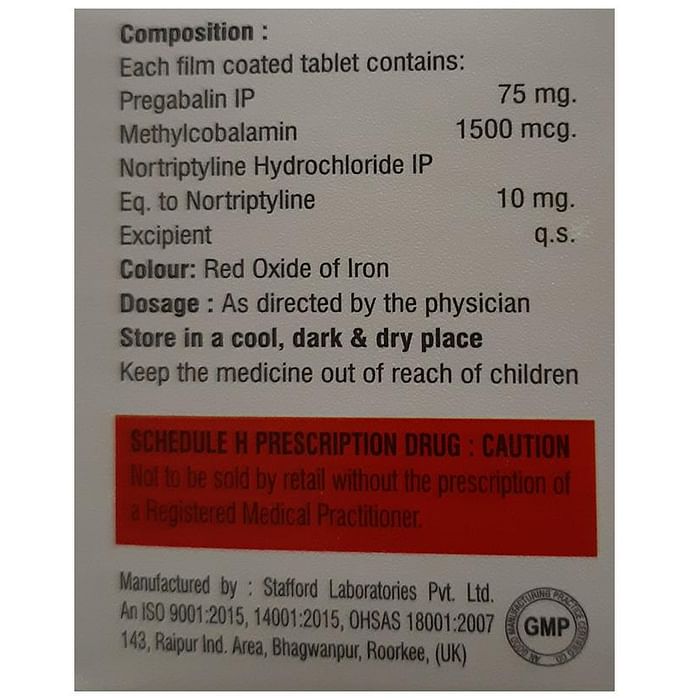 Composition :
Each film coated tablet contains:
Pregabalin IP 75 mg.
Methylcobalamin 1500 mcg.
Nortriptyline Hydrochloride IP
Eq. to Nortriptyline 10 mg.
Excipient q.s.
Colour: Red Oxide of Iron
Dosage : As directed by the physician
Store in a cool, dark & dry place
Keep the medicine out of reach of children
SCHEDULE H PRESCRIPTION DRUG : CAUTION
Not to be sold by retail without the prescription of
a Registered Medical Practitioner.
Manufactured by : Stafford Laboratories Pvt. Ltd.
An ISO 9001:2015, 14001:2015, OHSAS 18001:2007
143, Raipur Ind. Area, Bhagwanpur, Roorkee, (UK)
GMP
MANUFACTURING PRACTICE CERTIFIED CO.